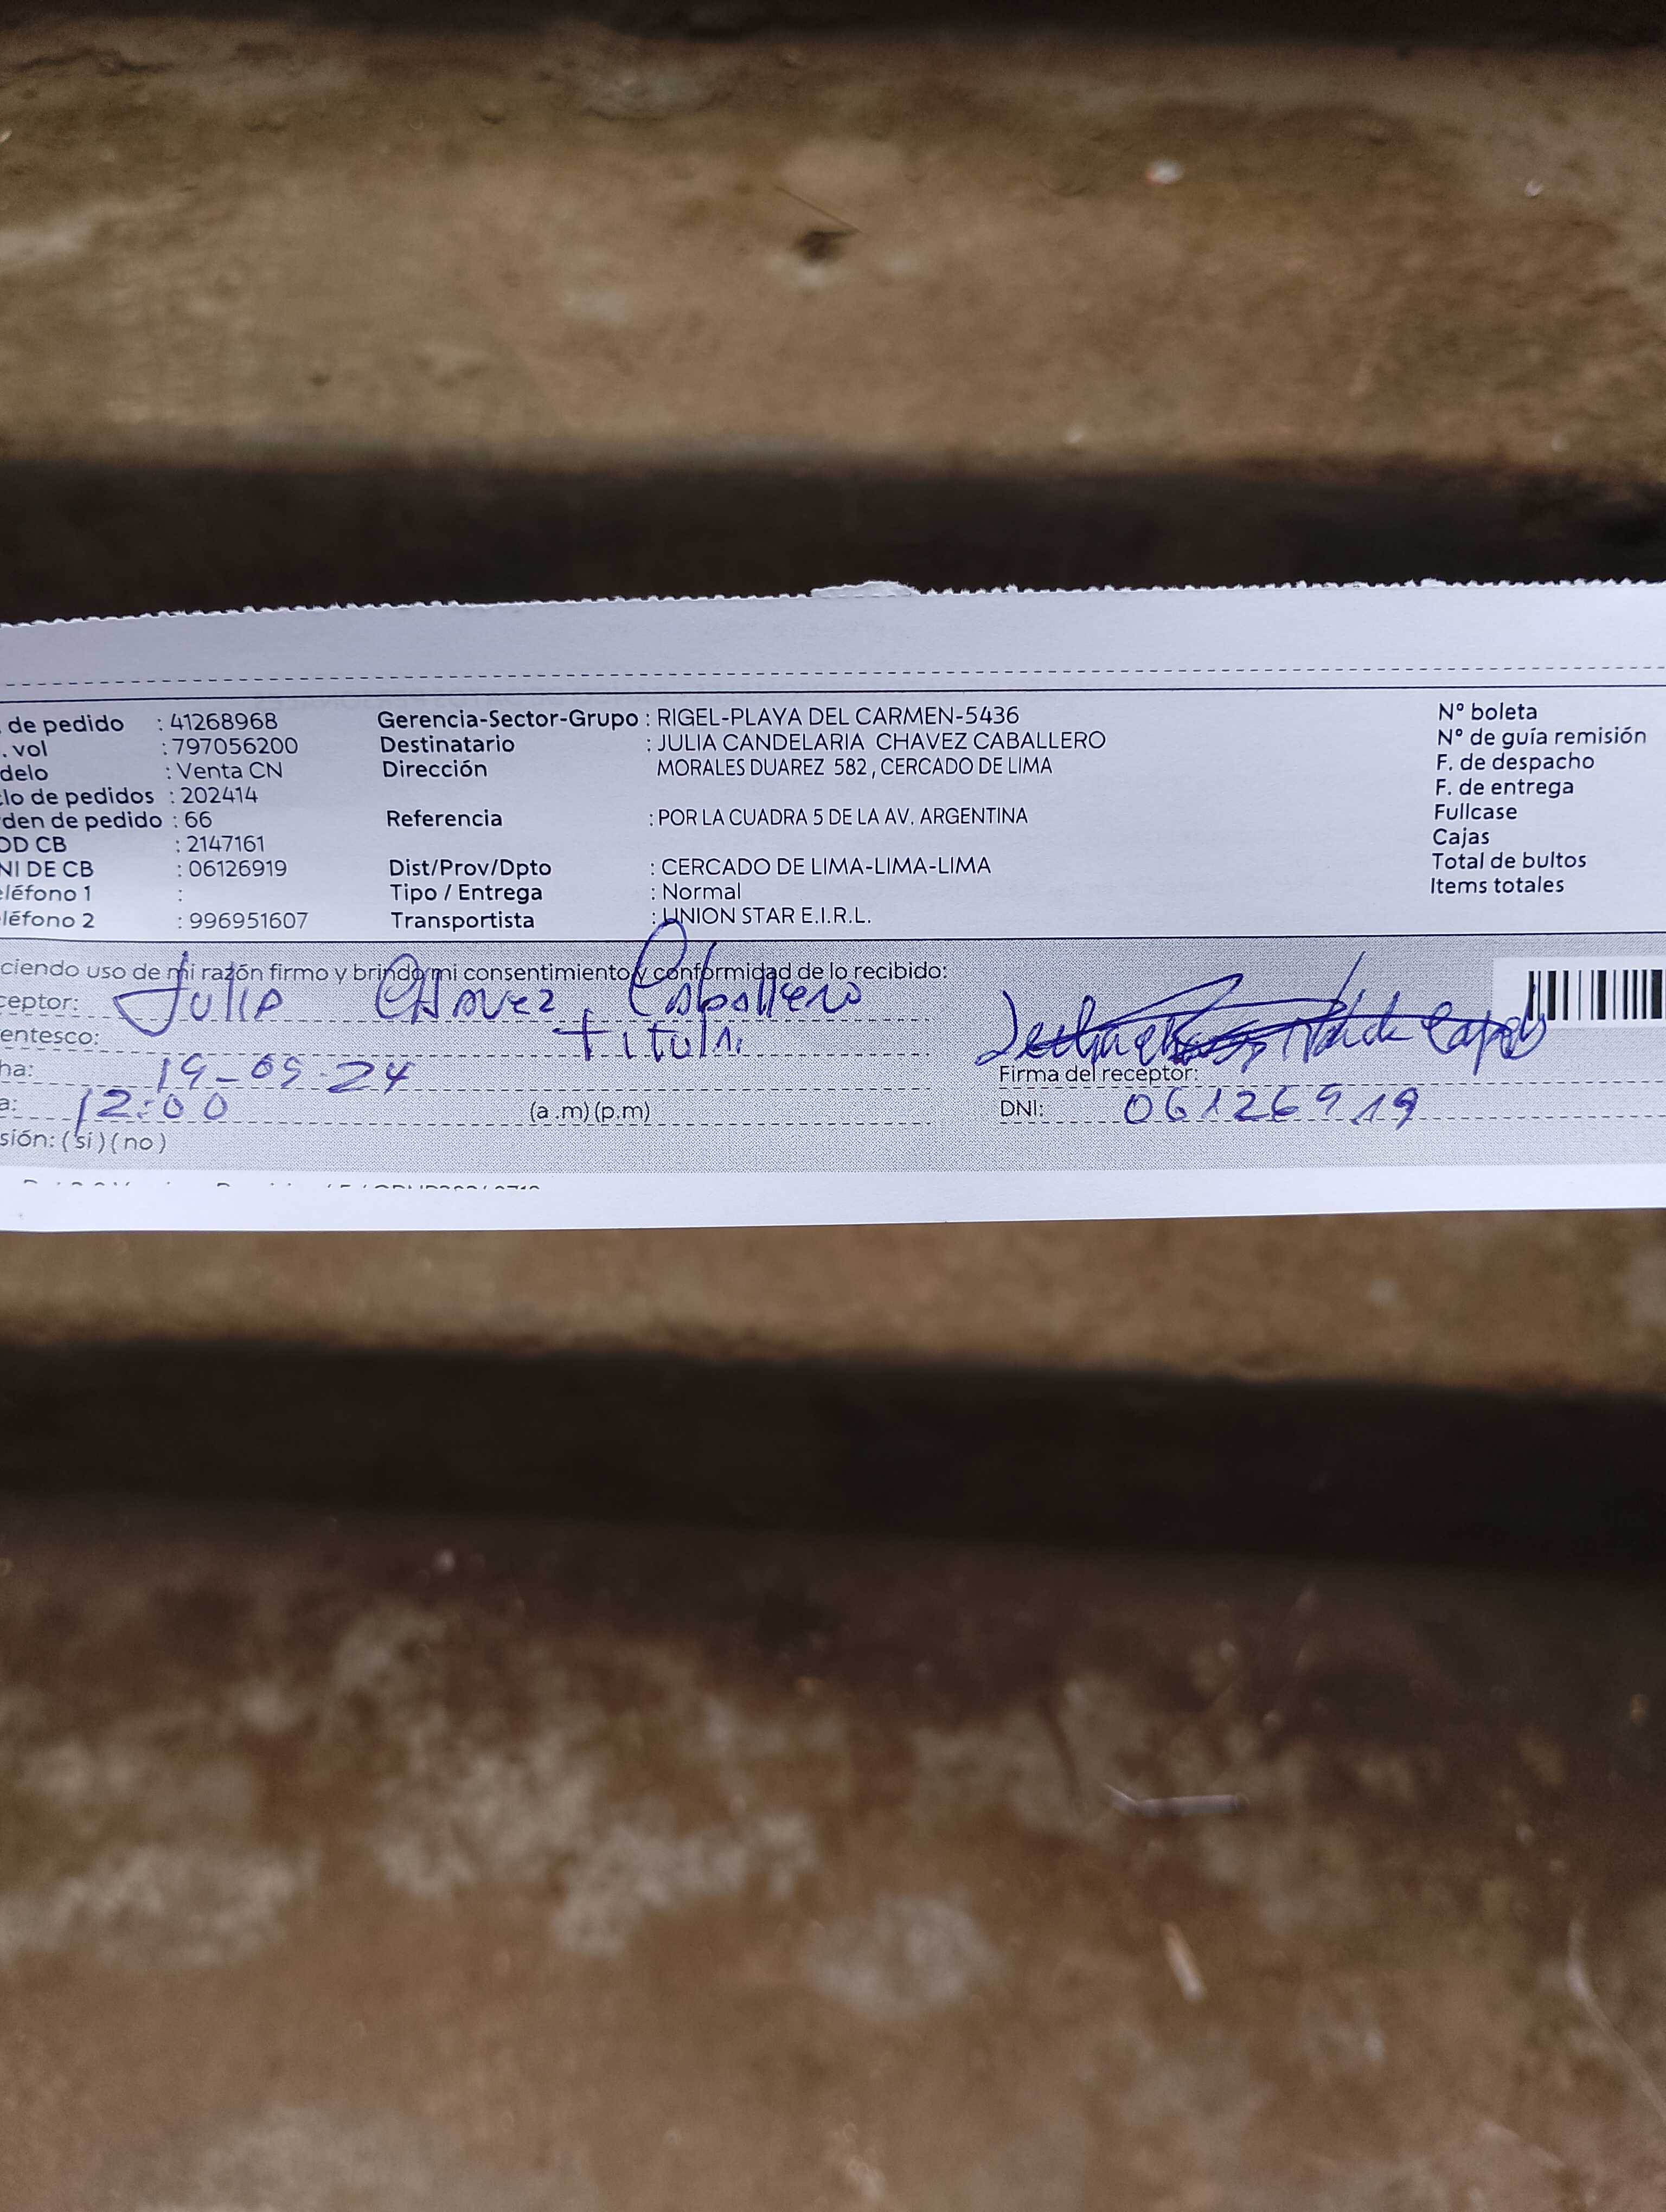 de pedido : 41268968 Gerencia-Sector-Grupo : RIGEL-PLAYA DEL CARMEN-5436 N° boleta
. vol : 797056200 Destinatario : JULIA CANDELARIA CHAVEZ CABALLERO N° de guía remisión
delo : Venta CN Dirección MORALES DUAREZ 582, CERCADO DE LIMA F. de despacho
lo de pedidos : 202414 F. de entrega
den de pedido : 66 Referencia : POR LA CUADRA 5 DE LA AV. ARGENTINA Fullcase
OD CB : 2147161 Cajas
NI DE CB : 06126919 Dist/Prov/Dpto : CERCADO DE LIMA-LIMA-LIMA Total de bultos
léfono 1 : Tipo / Entrega : Normal Items totales
léfono 2 : 996951607 Transportista : UNION STAR E.I.R.L.
ciendo uso de mi razón firmo y brindo mi consentimiento y conformidad de lo recibido:
ceptor: Julia Chavez Caballero
entesco: titular
Firma del receptor:
ha: 19-09-24
a: 12:00 (a.m) (p.m) DNI: 06126919
sión: (si) (no)